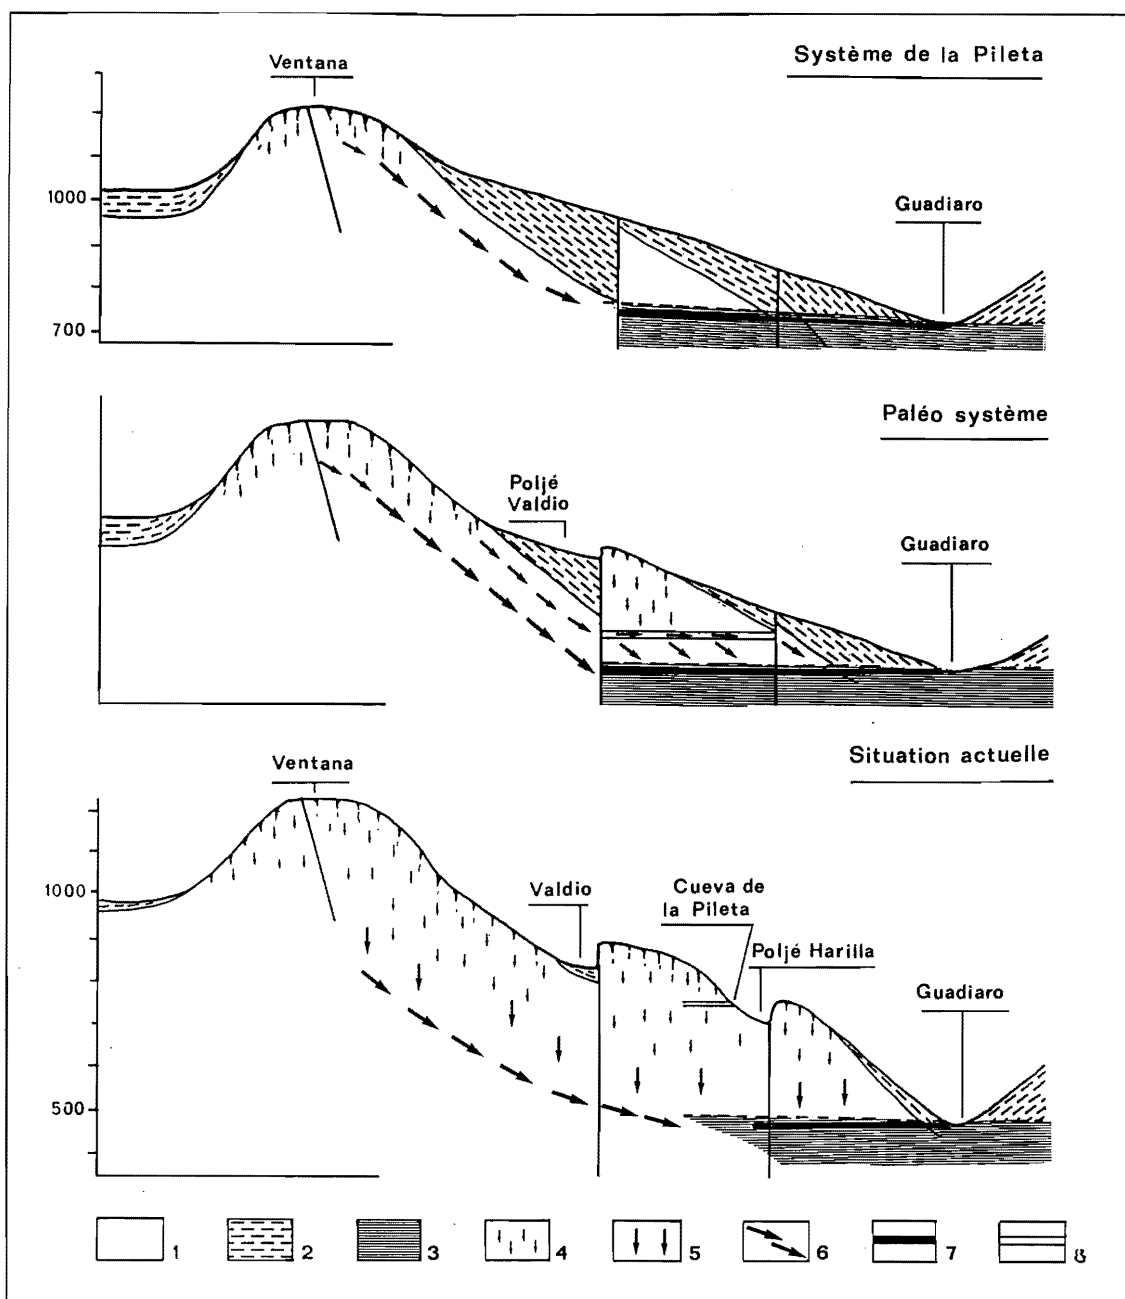 Système de la Pileta
Ventana
1000
Guadiaro
700
Paléo système
Poljé
Valdio
Guadiaro
Situation actuelle
Ventana
1000
Valdio
Cueva de
la Pileta
Poljé Harilla
Guadiaro
500
1 2 3 4 5 6 7 8